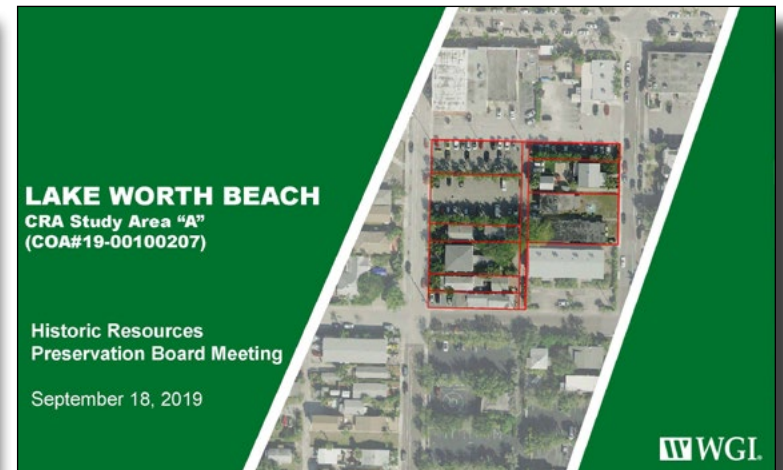 LAKE WORTH BEACH
CRA Study Area “A”
(COA#19-00100207)
Historic Resources
Preservation Board Meeting
September 18, 2019
WGI.